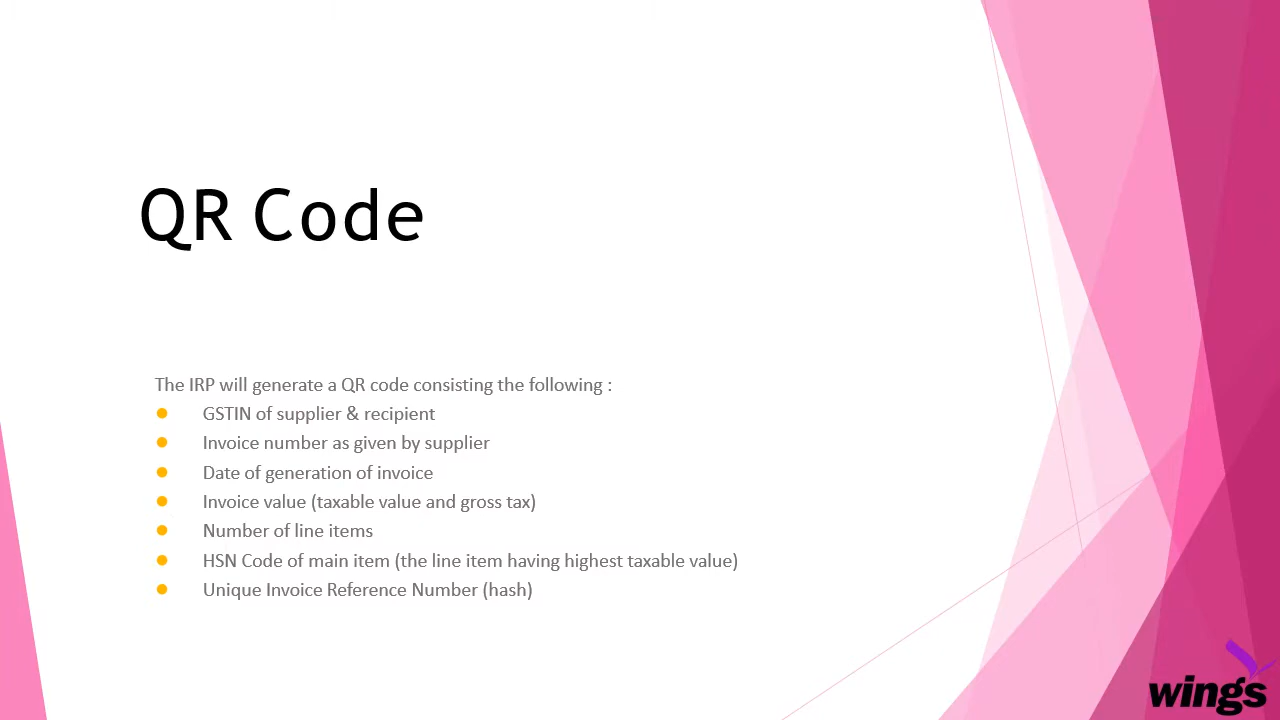 QR Code
The IRP will generate a QR code consisting the following :
GSTIN of supplier & recipient
Invoice number as given by supplier
Date of generation of invoice
Invoice value (taxable value and gross tax)
Number of line items
HSN Code of main item (the line item having highest taxable value)
Unique Invoice Reference Number (hash)
wings